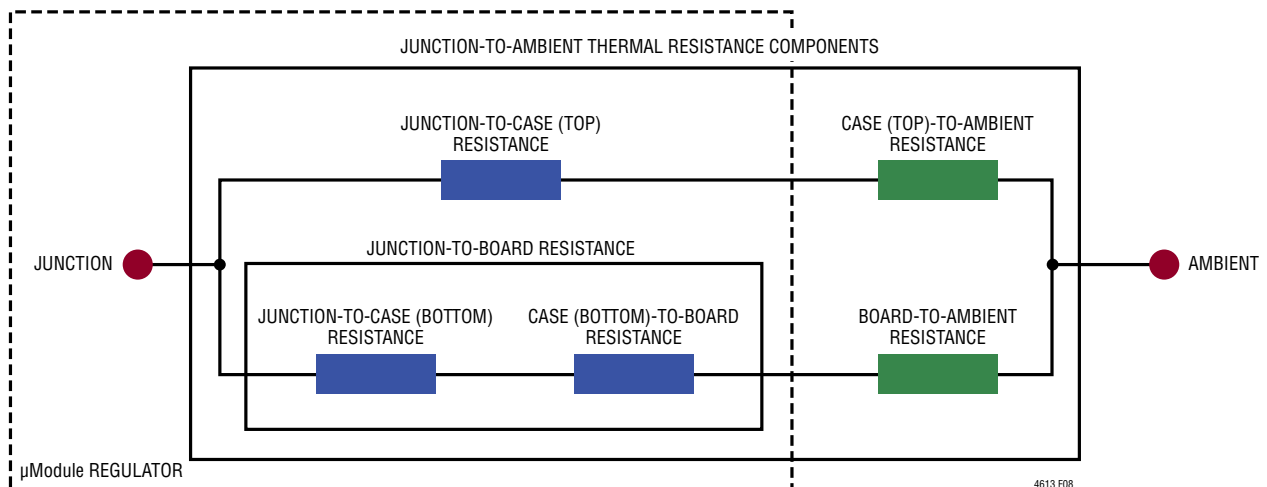 JUNCTION-TO-AMBIENT THERMAL RESISTANCE COMPONENTS
JUNCTION-TO-CASE (TOP)
RESISTANCE
CASE (TOP)-TO-AMBIENT
RESISTANCE
JUNCTION-TO-BOARD RESISTANCE
JUNCTION
AMBIENT
JUNCTION-TO-CASE (BOTTOM)
RESISTANCE
CASE (BOTTOM)-TO-BOARD
RESISTANCE
BOARD-TO-AMBIENT
RESISTANCE
µModule REGULATOR
4613 F08